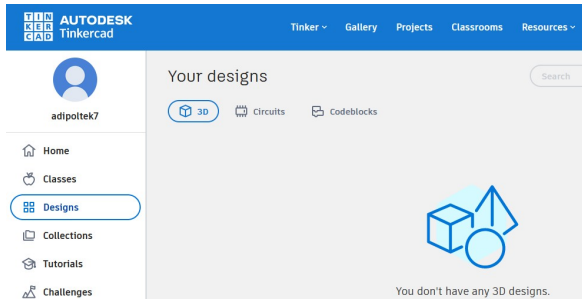 TIN
KER
CAD
AUTODESK
Tinkercad
Tinker
Gallery
Projects
Classrooms
Resources
adipoltek7
Home
Classes
Designs
Collections
Tutorials
Challenges
Your designs
Search
3D
Circuits
Codeblocks
You don't have any 3D designs.